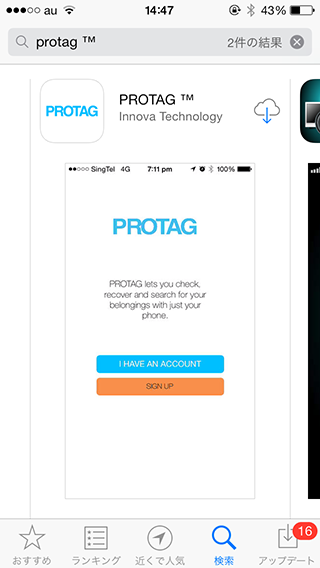 au 14:47 43%
protag ™ 2件の結果
PROTAG
PROTAG ™
Innova Technology
SingTel 4G 7:11 pm 100%
PROTAG
PROTAG lets you check,
recover and search for your
belongings with just your
phone.
I HAVE AN ACCOUNT
SIGN UP
16
おすすめ ランキング 近くで人気 検索 アップデート